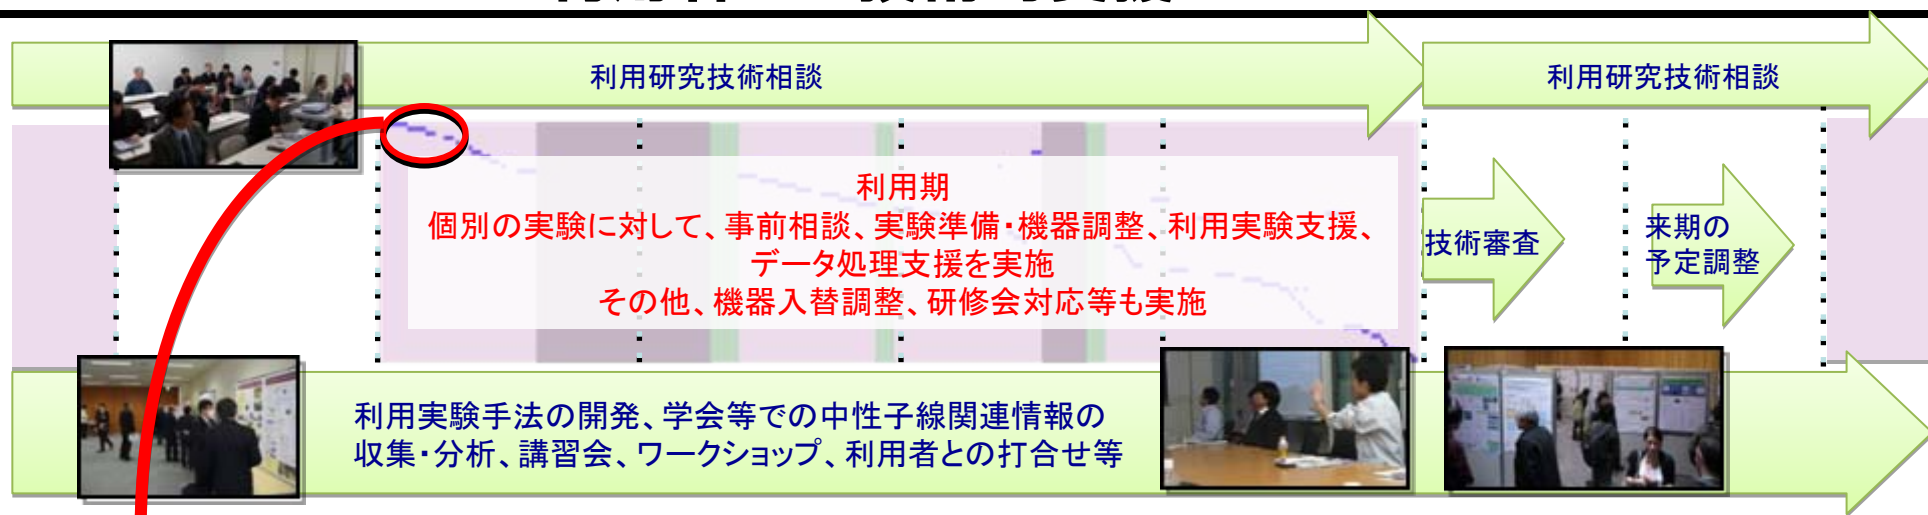 利用研究技術相談
利用研究技術相談
利用期
個別の実験に対して、事前相談、実験準備・機器調整、利用実験支援、
データ処理支援を実施
その他、機器入替調整、研修会対応等も実施
技術審査
来期の
予定調整
利用実験手法の開発、学会等での中性子線関連情報の
収集・分析、講習会、ワークショップ、利用者との打合せ等